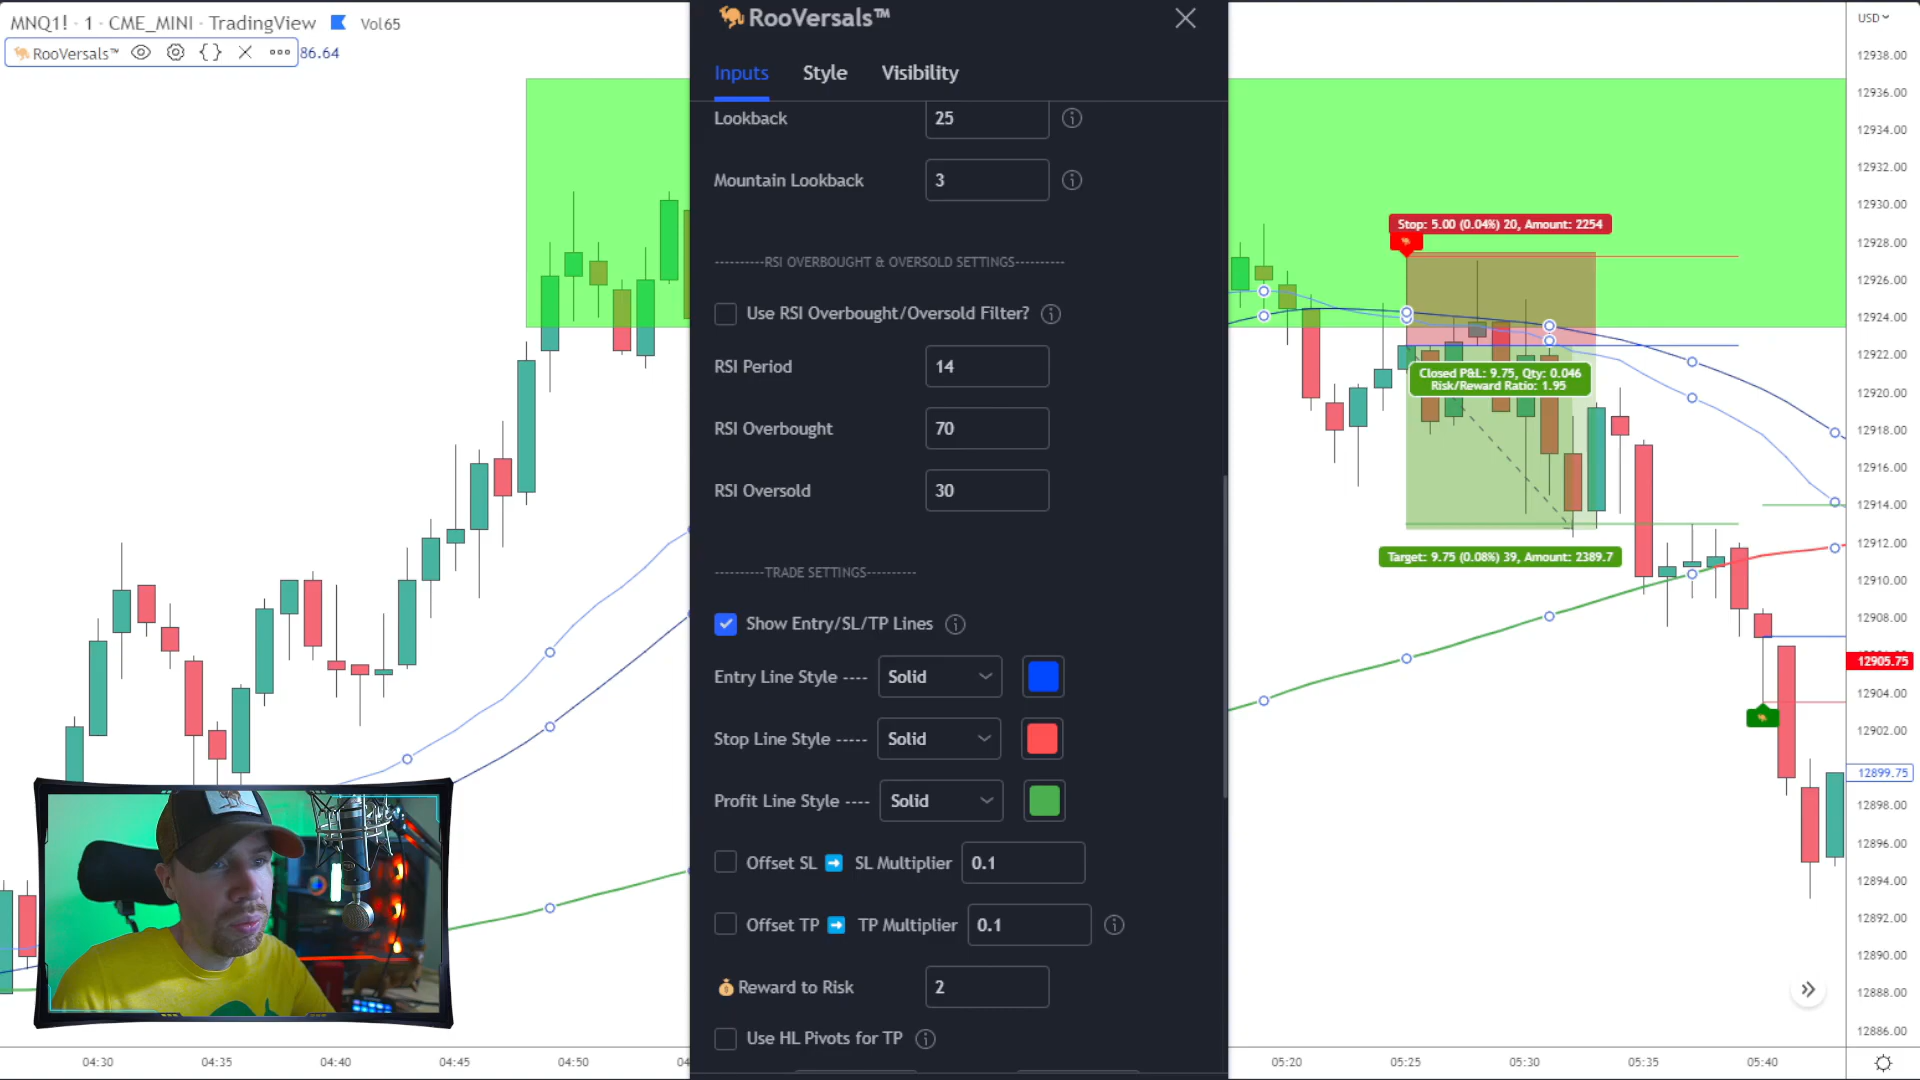 MNQ1! · 1 · CME_MINI · TradingView Vol65
RooVersals™ 86.64
RooVersals™
Inputs Style Visibility
Lookback 25
Mountain Lookback 3
---------RSI OVERBOUGHT & OVERSOLD SETTINGS---------
Use RSI Overbought/Oversold Filter?
RSI Period 14
RSI Overbought 70
RSI Oversold 30
---------TRADE SETTINGS---------
Show Entry/SL/TP Lines
Entry Line Style ---- Solid
Stop Line Style ----- Solid
Profit Line Style ---- Solid
Offset SL ➡ SL Multiplier 0.1
Offset TP ➡ TP Multiplier 0.1
💰Reward to Risk 2
Use HL Pivots for TP
Stop: 5.00 (0.04%) 20, Amount: 2254
Closed P&L: 9.75, Qty: 0.046
Risk/Reward Ratio: 1.95
Target: 9.75 (0.08%) 39, Amount: 2389.7
USD
12938.00
12936.00
12934.00
12932.00
12930.00
12928.00
12926.00
12924.00
12922.00
12920.00
12918.00
12916.00
12914.00
12912.00
12910.00
12908.00
12905.75
12904.00
12902.00
12899.75
12898.00
12896.00
12894.00
12892.00
12890.00
12888.00
12886.00
04:30 04:35 04:40 04:45 04:50 05:20 05:25 05:30 05:35 05:40